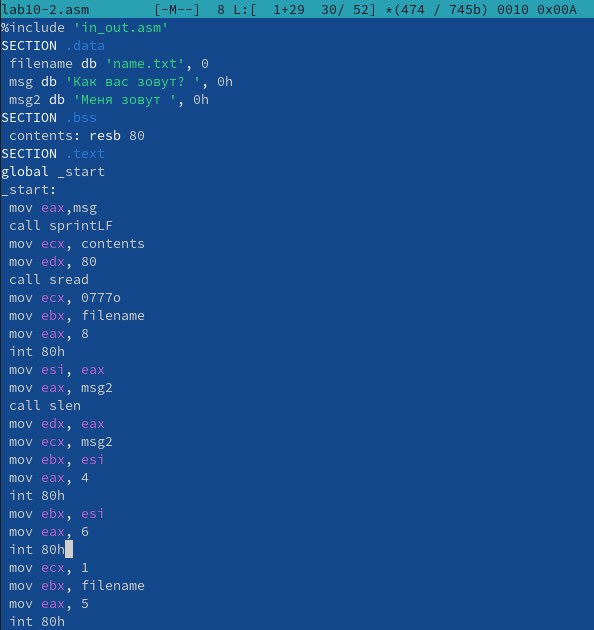 lab10-2.asm [-M--] 8 L:[ 1+29 30/ 52] *(474 / 745b) 0010 0x00A
%include 'in_out.asm'
SECTION .data
filename db 'name.txt', 0
msg db 'Как вас зовут? ', 0h
msg2 db 'Меня зовут ', 0h
SECTION .bss
contents: resb 80
SECTION .text
global _start
_start:
mov eax,msg
call sprintLF
mov ecx, contents
mov edx, 80
call sread
mov ecx, 0777o
mov ebx, filename
mov eax, 8
int 80h
mov esi, eax
mov eax, msg2
call slen
mov edx, eax
mov ecx, msg2
mov ebx, esi
mov eax, 4
int 80h
mov ebx, esi
mov eax, 6
int 80h
mov ecx, 1
mov ebx, filename
mov eax, 5
int 80h